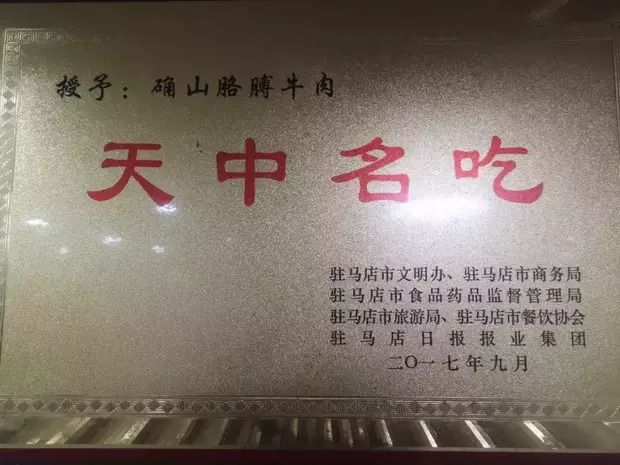 授予：确山胳膊牛肉
天中名吃
驻马店市文明办、驻马店市商务局
驻马店市食品药品监督管理局
驻马店市旅游局、驻马店市餐饮协会
驻马店日报报业集团
二〇一七年九月